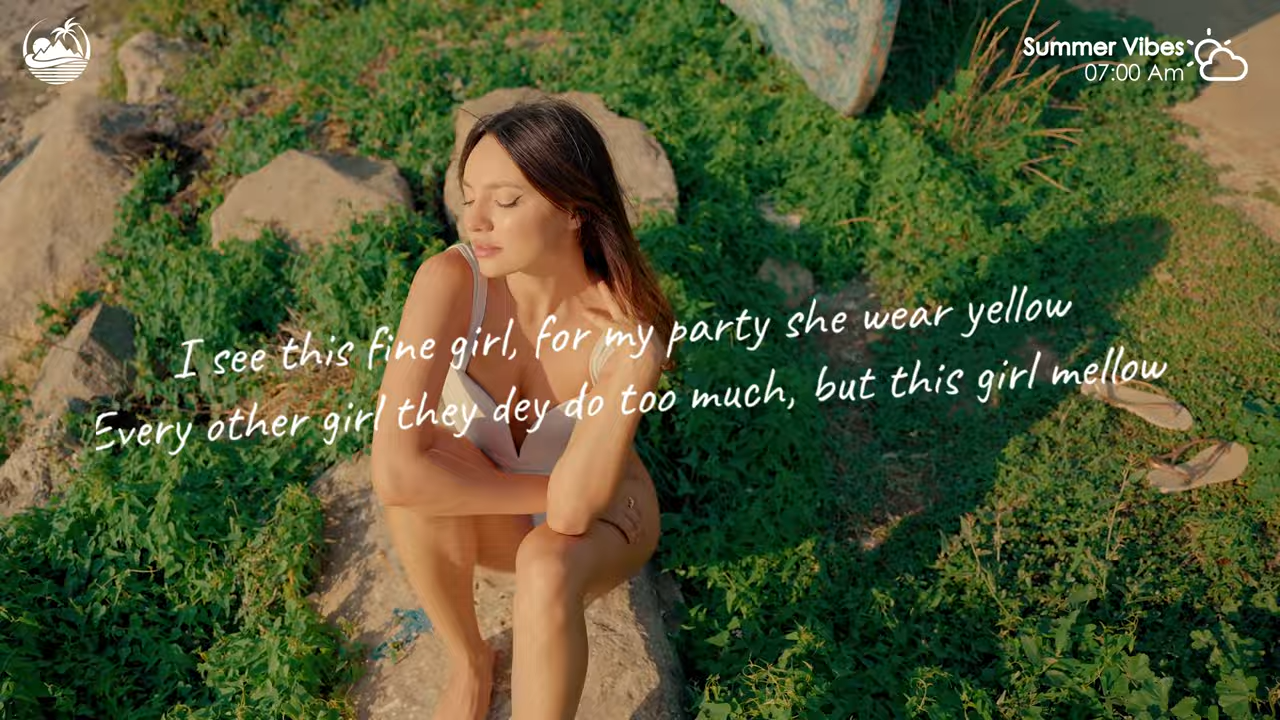 Summer Vibes
07:00 Am
I see this fine girl, for my party she wear yellow
Every other girl they dey do too much, but this girl mellow